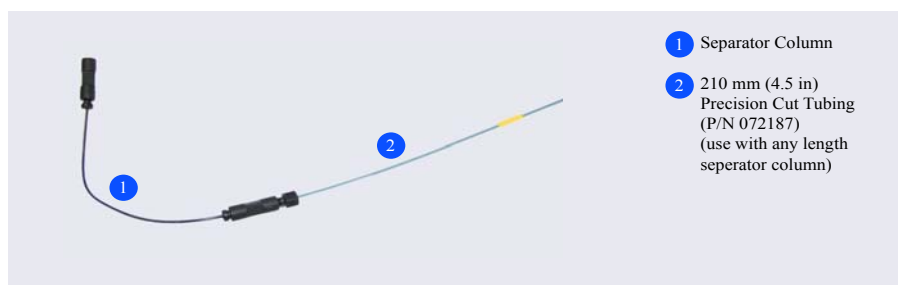 1 Separator Column
2 210 mm (4.5 in)
Precision Cut Tubing
(P/N 072187)
(use with any length
seperator column)
2
1